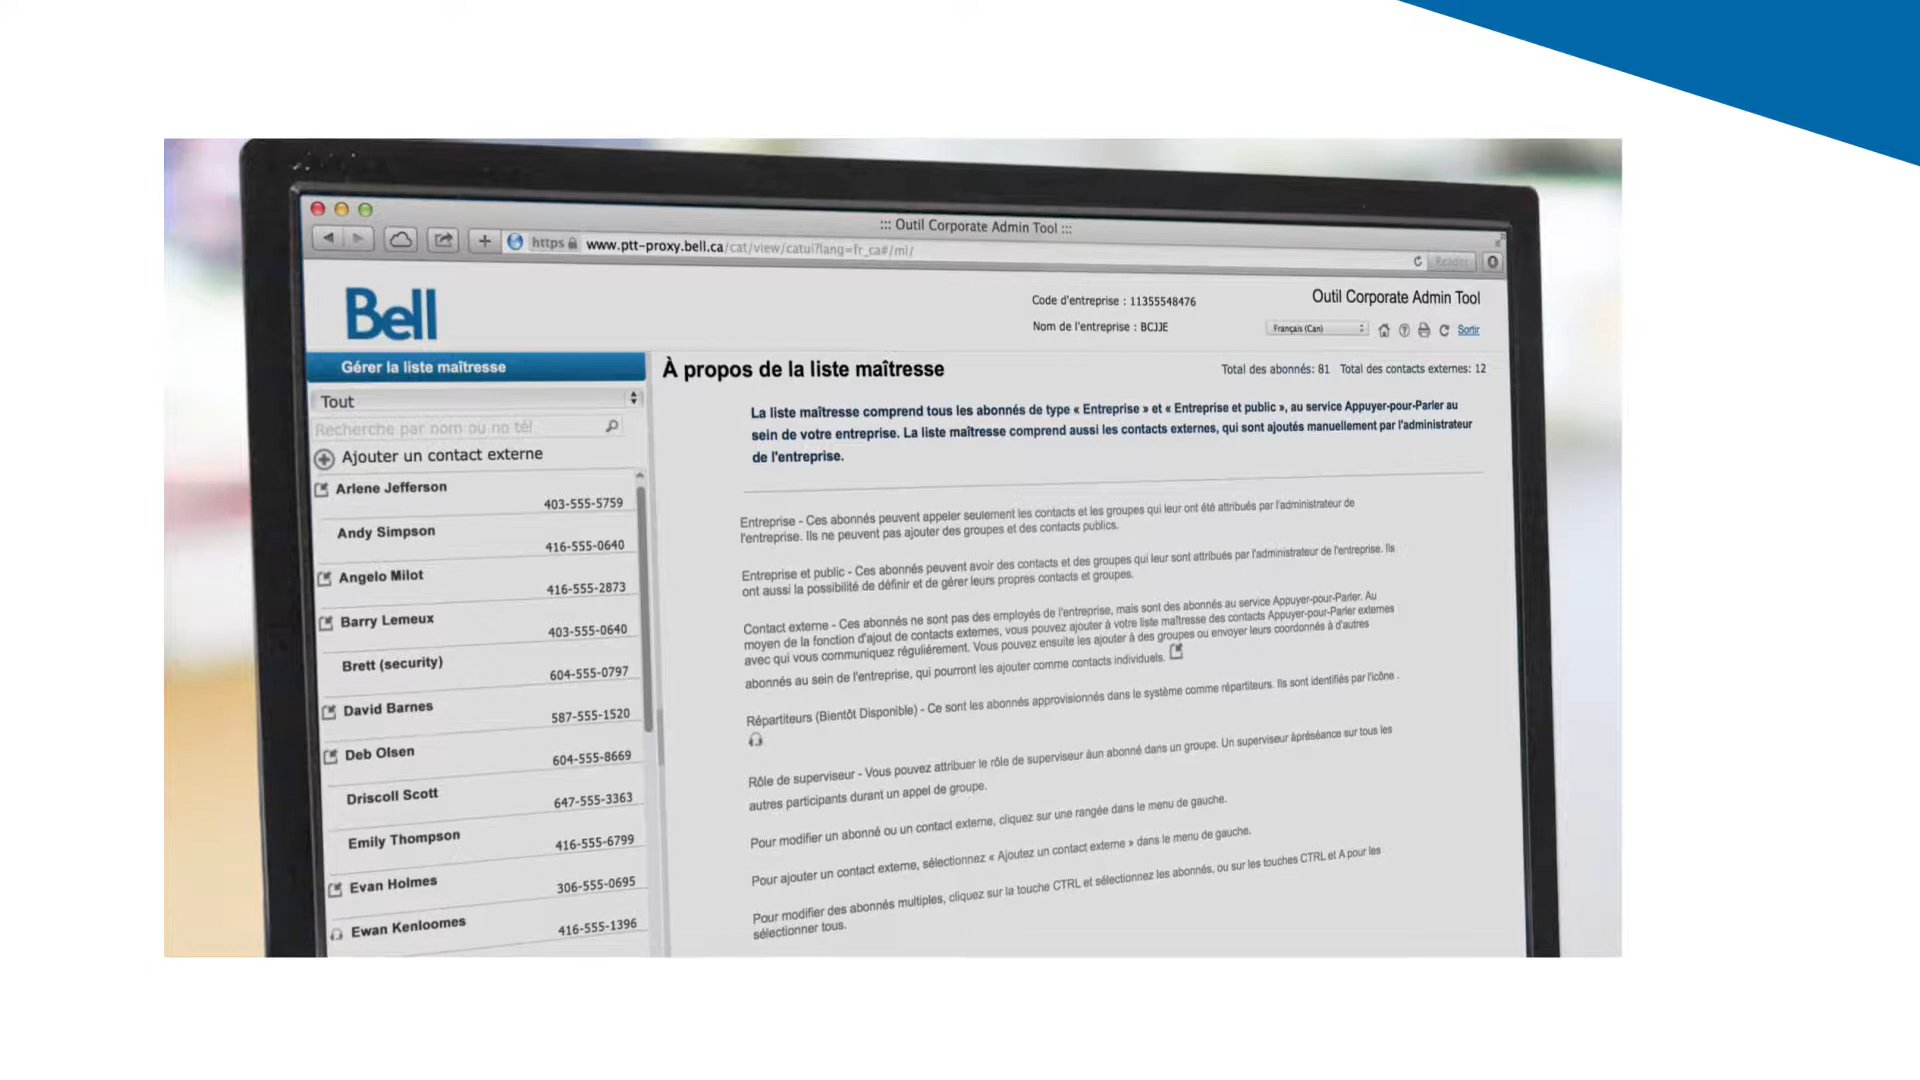 ::: Outil Corporate Admin Tool :::
https www.ptt-proxy.bell.ca/cat/view/catui?lang=fr_ca#/ml/
Reader
Bell
Code d'entreprise : 11355548476
Nom de l'entreprise : BCJJE
Outil Corporate Admin Tool
Français (Can)
Sortir
Gérer la liste maîtresse
Tout
Recherche par nom ou no tél
Ajouter un contact externe
Arlene Jefferson
403-555-5759
Andy Simpson
416-555-0640
Angelo Milot
416-555-2873
Barry Lemeux
403-555-0640
Brett (security)
604-555-0797
David Barnes
587-555-1520
Deb Olsen
604-555-8669
Driscoll Scott
647-555-3363
Emily Thompson
416-555-6799
Evan Holmes
306-555-0695
Ewan Kenloomes
416-555-1396
À propos de la liste maîtresse
Total des abonnés: 81 Total des contacts externes: 12
La liste maîtresse comprend tous les abonnés de type « Entreprise » et « Entreprise et public », au service Appuyer-pour-Parler au
sein de votre entreprise. La liste maîtresse comprend aussi les contacts externes, qui sont ajoutés manuellement par l'administrateur
de l'entreprise.
Entreprise - Ces abonnés peuvent appeler seulement les contacts et les groupes qui leur ont été attribués par l'administrateur de
l'entreprise. Ils ne peuvent pas ajouter des groupes et des contacts publics.
Entreprise et public - Ces abonnés peuvent avoir des contacts et des groupes qui leur sont attribués par l'administrateur de l'entreprise. Ils
ont aussi la possibilité de définir et de gérer leurs propres contacts et groupes.
Contact externe - Ces abonnés ne sont pas des employés de l'entreprise, mais sont des abonnés au service Appuyer-pour-Parler. Au
moyen de la fonction d'ajout de contacts externes, vous pouvez ajouter à votre liste maîtresse des contacts Appuyer-pour-Parler externes
avec qui vous communiquez régulièrement. Vous pouvez ensuite les ajouter à des groupes ou envoyer leurs coordonnés à d'autres
abonnés au sein de l'entreprise, qui pourront les ajouter comme contacts individuels.
Répartiteurs (Bientôt Disponible) - Ce sont les abonnés approvisionnés dans le système comme répartiteurs. Ils sont identifiés par l'icône .
Rôle de superviseur - Vous pouvez attribuer le rôle de superviseur àun abonné dans un groupe. Un superviseur àpréséance sur tous les
autres participants durant un appel de groupe.
Pour modifier un abonné ou un contact externe, cliquez sur une rangée dans le menu de gauche.
Pour ajouter un contact externe, sélectionnez « Ajoutez un contact externe » dans le menu de gauche.
Pour modifier des abonnés multiples, cliquez sur la touche CTRL et sélectionnez les abonnés, ou sur les touches CTRL et A pour les
sélectionner tous.